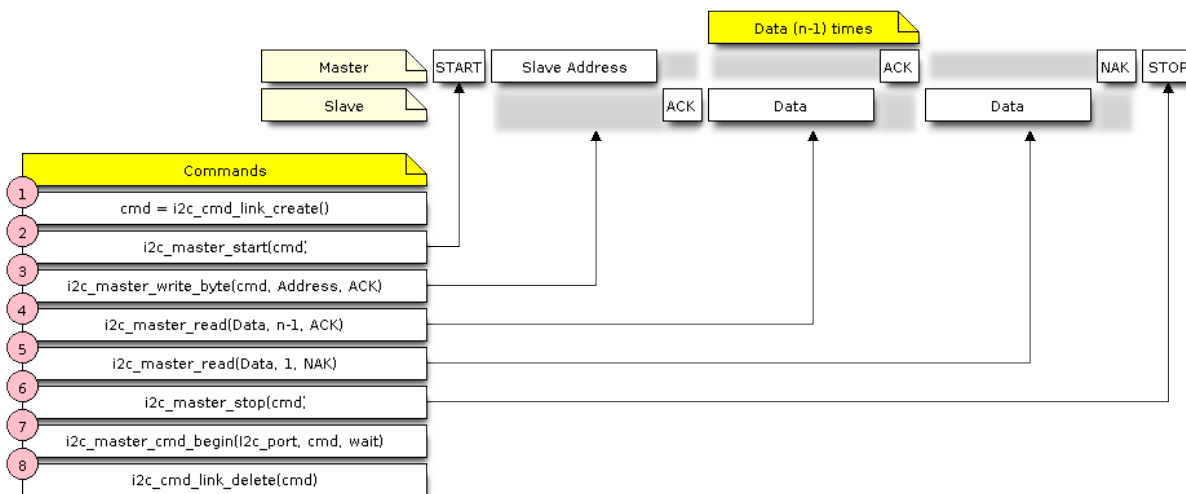 Data (n-1) times
Master START Slave Address ACK NAK STOP
Slave ACK Data Data
Commands
1
cmd = i2c_cmd_link_create()
2
i2c_master_start(cmd;
3
i2c_master_write_byte(cmd, Address, ACK)
4
i2c_master_read(Data, n-1, ACK)
5
i2c_master_read(Data, 1, NAK)
6
i2c_master_stop(cmd;
7
i2c_master_cmd_begin(I2c_port, cmd, wait)
8
i2c_cmd_link_delete(cmd)